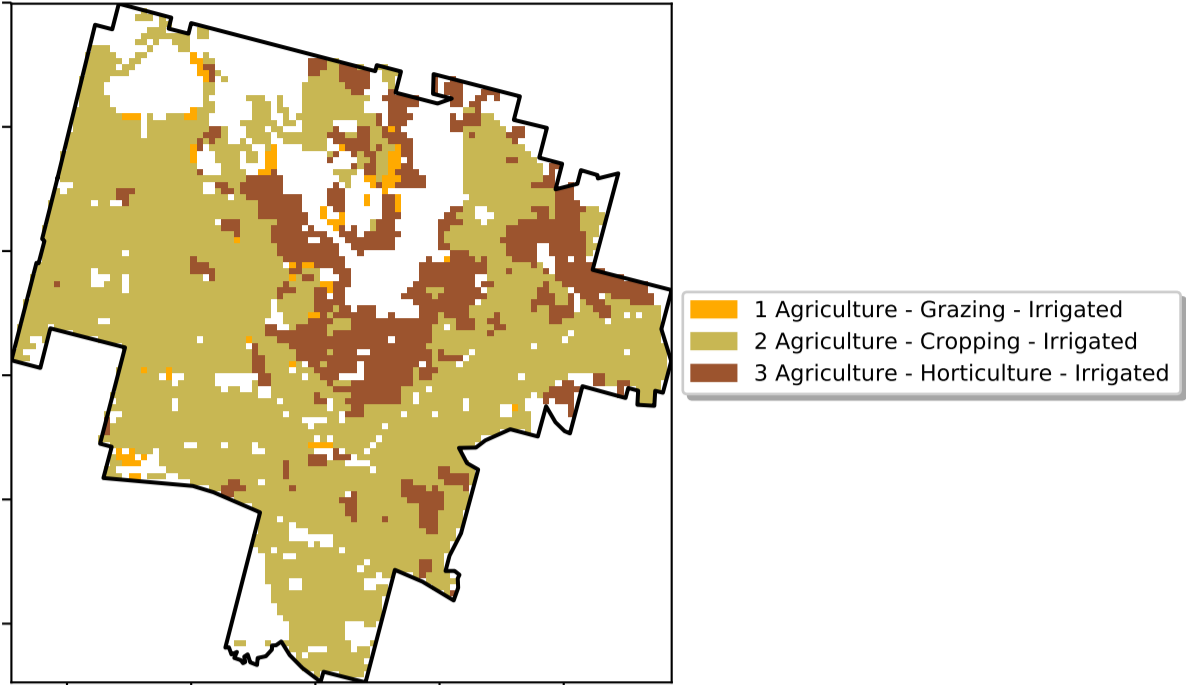 1 Agriculture - Grazing - Irrigated
2 Agriculture - Cropping - Irrigated
3 Agriculture - Horticulture - Irrigated